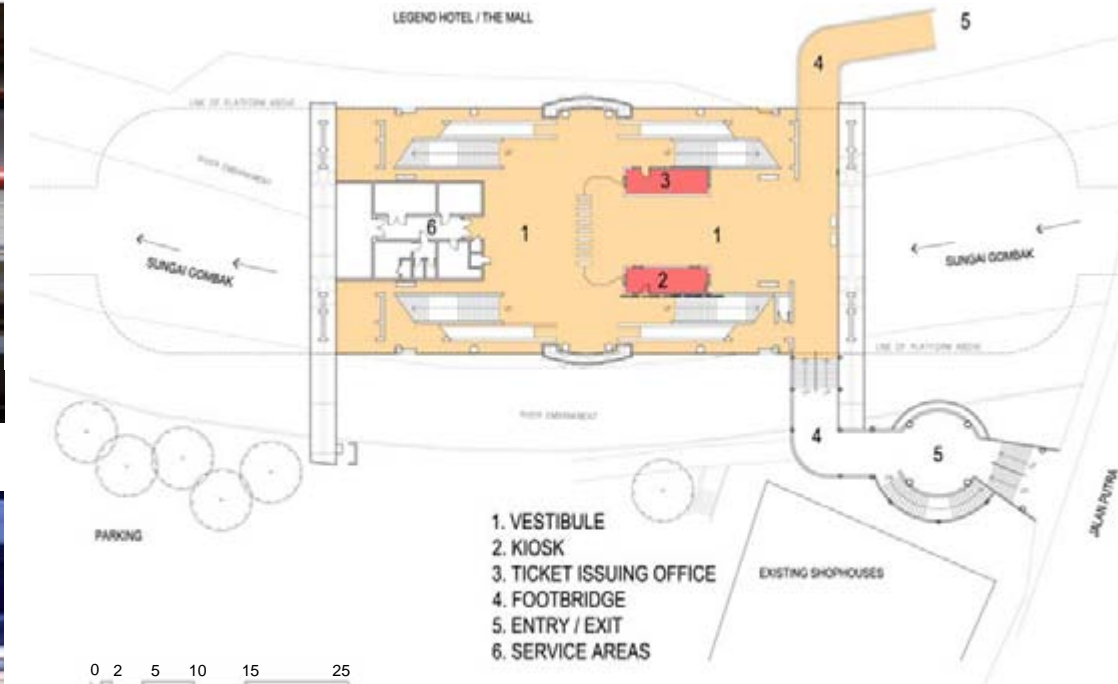 LEGEND HOTEL / THE MALL
5
4
LINE OF PLATFORM ABOVE
RIVER EMBANKMENT
3
6
1
1
SUNGAI GOMBAK
SUNGAI GOMBAK
2
LINE OF PLATFORM ABOVE
RIVER EMBANKMENT
4
5
JALAN PUTRA
PARKING
EXISTING SHOPHOUSES
1. VESTIBULE
2. KIOSK
3. TICKET ISSUING OFFICE
4. FOOTBRIDGE
5. ENTRY / EXIT
6. SERVICE AREAS
0 2 5 10 15 25